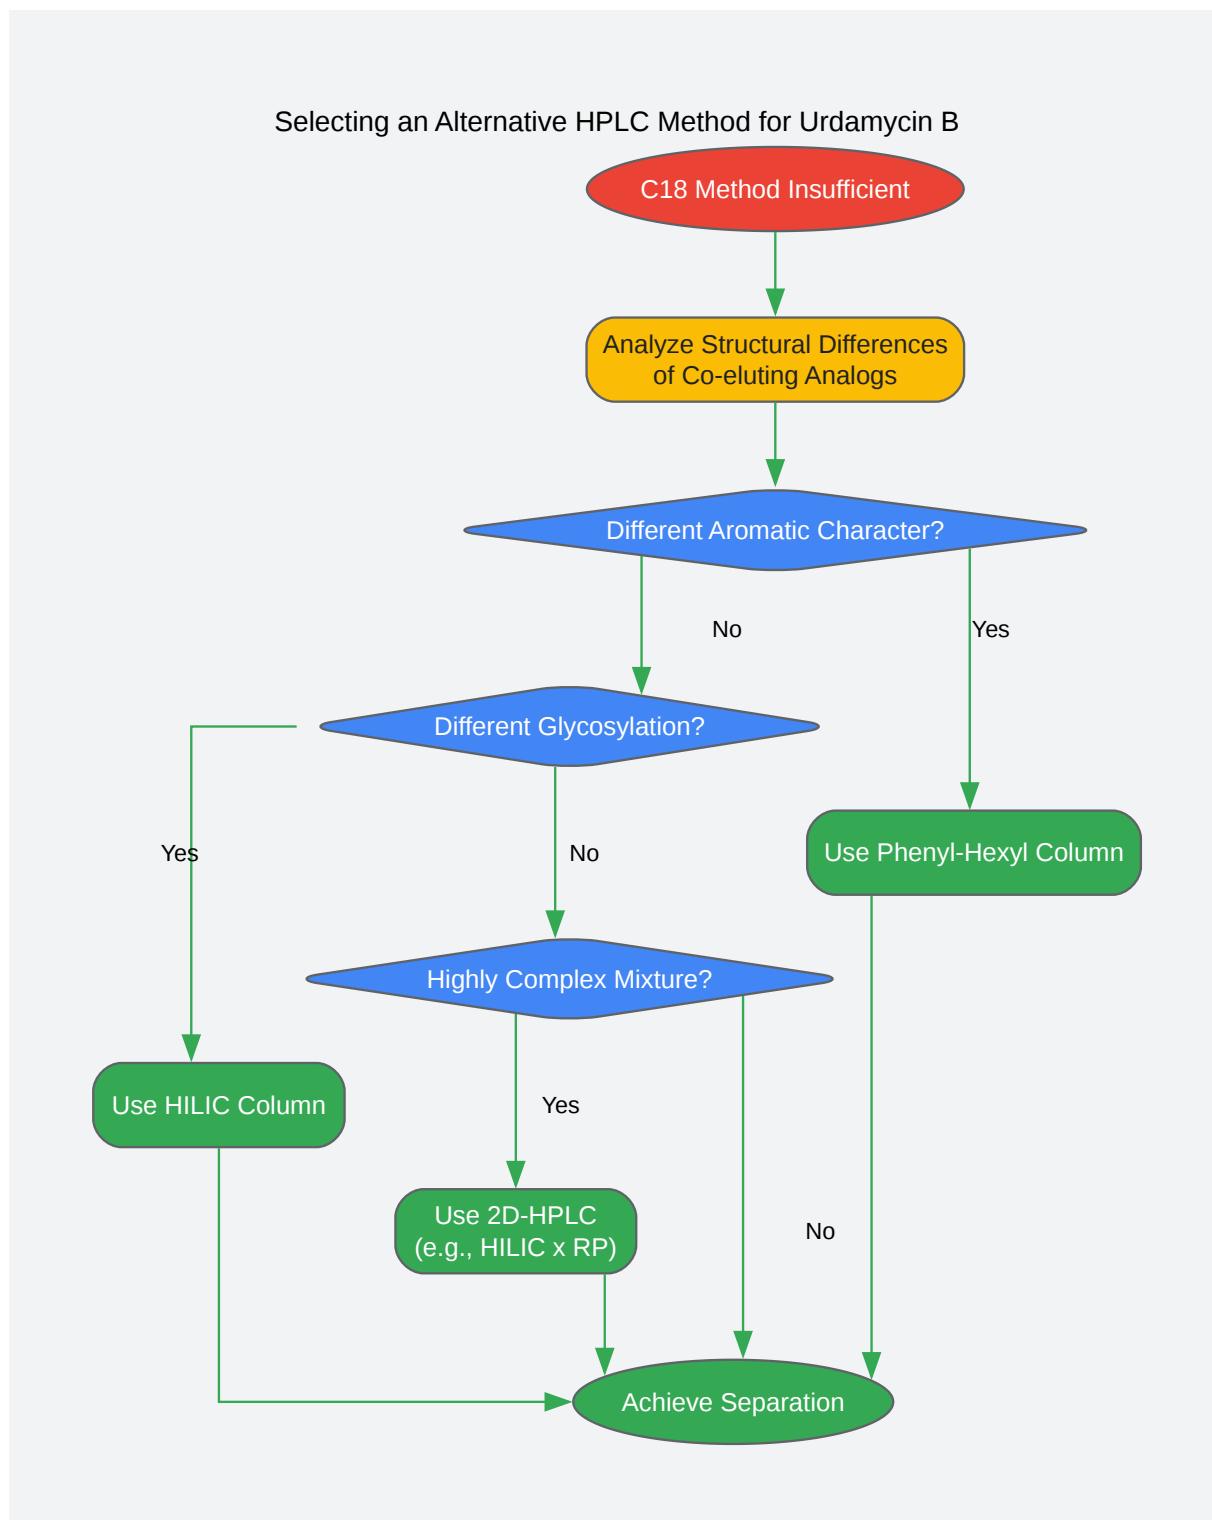 Selecting an Alternative HPLC Method for Urdamycin B
C18 Method Insufficient
Analyze Structural Differences
of Co-eluting Analogs
Different Aromatic Character?
No
Yes
Different Glycosylation?
Yes
No
Use Phenyl-Hexyl Column
Highly Complex Mixture?
Use HILIC Column
Yes
Use 2D-HPLC
(e.g., HILIC x RP)
No
Achieve Separation